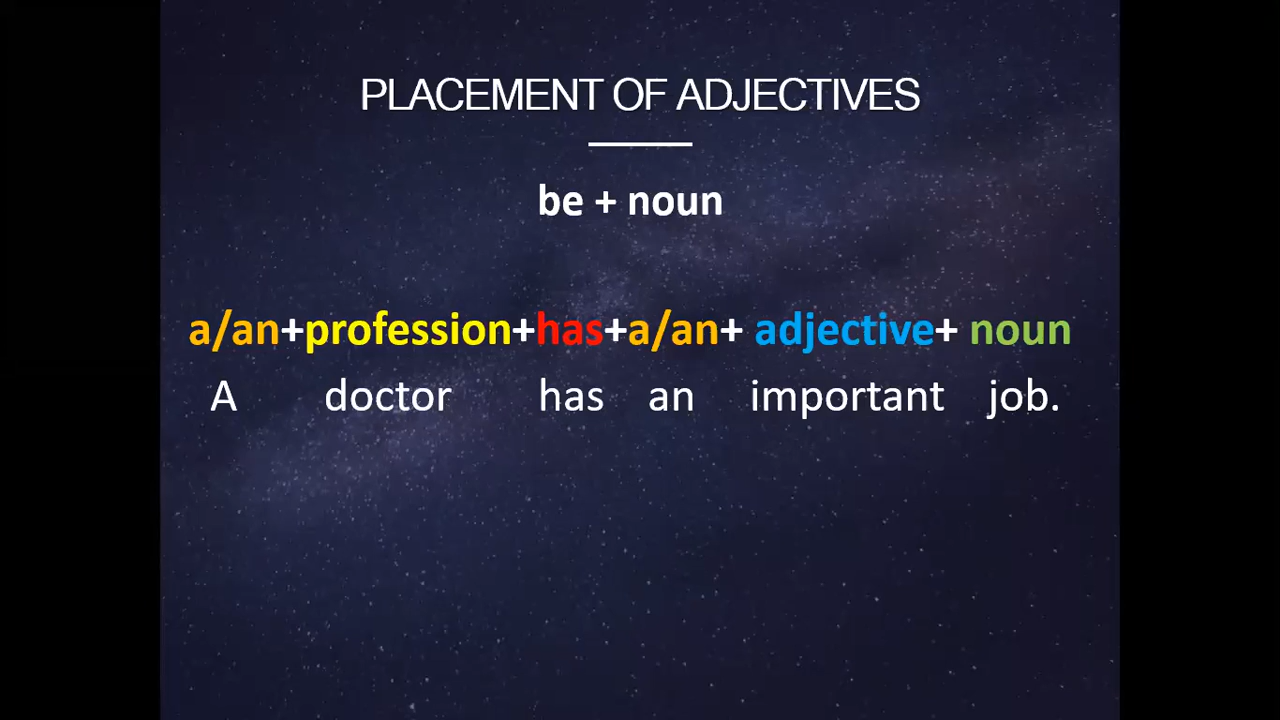 PLACEMENT OF ADJECTIVES
be + noun
a/an+profession+has+a/an+ adjective+ noun
A doctor has an important job.